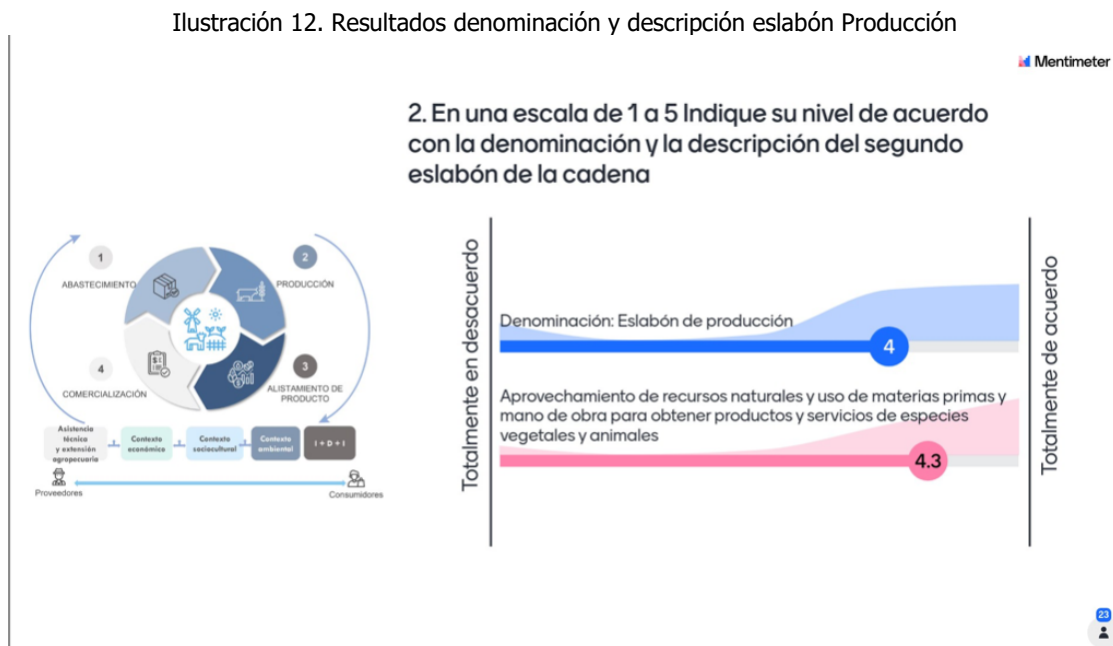 Ilustración 12. Resultados denominación y descripción eslabón Producción
Mentimeter
2. En una escala de 1 a 5 Indique su nivel de acuerdo
con la denominación y la descripción del segundo
eslabón de la cadena
1
ABASTECIMIENTO
2
PRODUCCIÓN
4
COMERCIALIZACIÓN
3
ALISTAMIENTO DE
PRODUCTO
Asistencia
técnica
y extensión
agropecuaria
Contexto
económico
Contexto
sociocultural
Contexto
ambiental
I + D + I
Proveedores
Consumidores
Totalmente en desacuerdo
Denominación: Eslabón de producción
4
Aprovechamiento de recursos naturales y uso de materias primas y
mano de obra para obtener productos y servicios de especies
vegetales y animales
4.3
Totalmente de acuerdo
23